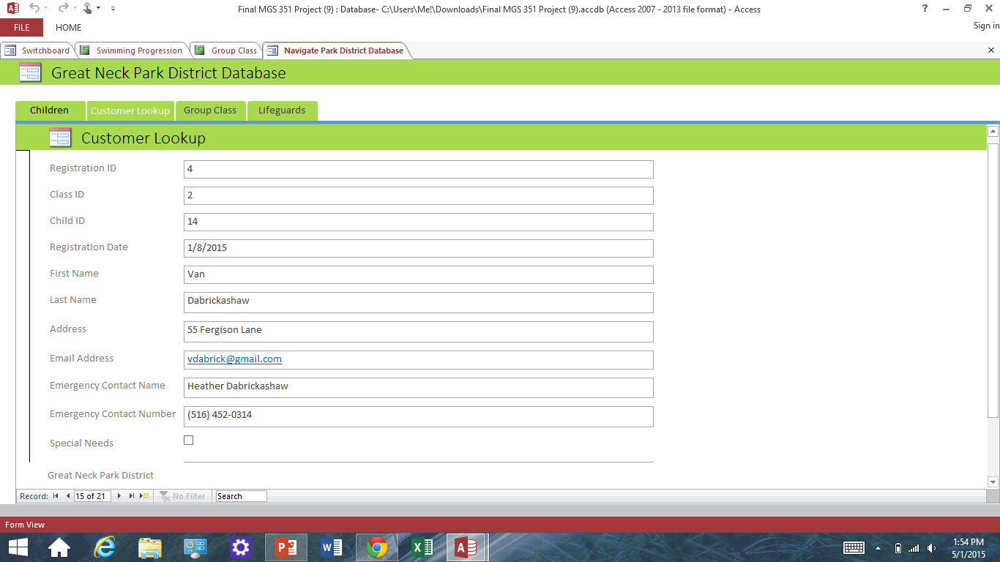 Final MGS 351 Project (9) : Database- C:\Users\Me!\Downloads\Final MGS 351 Project (9).accdb (Access 2007 - 2013 file format) - Access
FILE HOME Sign in
Switchboard Swimming Progression Group Class Navigate Park District Database
Great Neck Park District Database
Children Customer Lookup Group Class Lifeguards
Customer Lookup
Registration ID 4
Class ID 2
Child ID 14
Registration Date 1/8/2015
First Name Van
Last Name Dabrickashaw
Address 55 Fergison Lane
Email Address vdabrick@gmail.com
Emergency Contact Name Heather Dabrickashaw
Emergency Contact Number (516) 452-0314
Special Needs
Great Neck Park District
Record: 15 of 21 No Filter Search
Form View
1:54 PM
5/1/2015